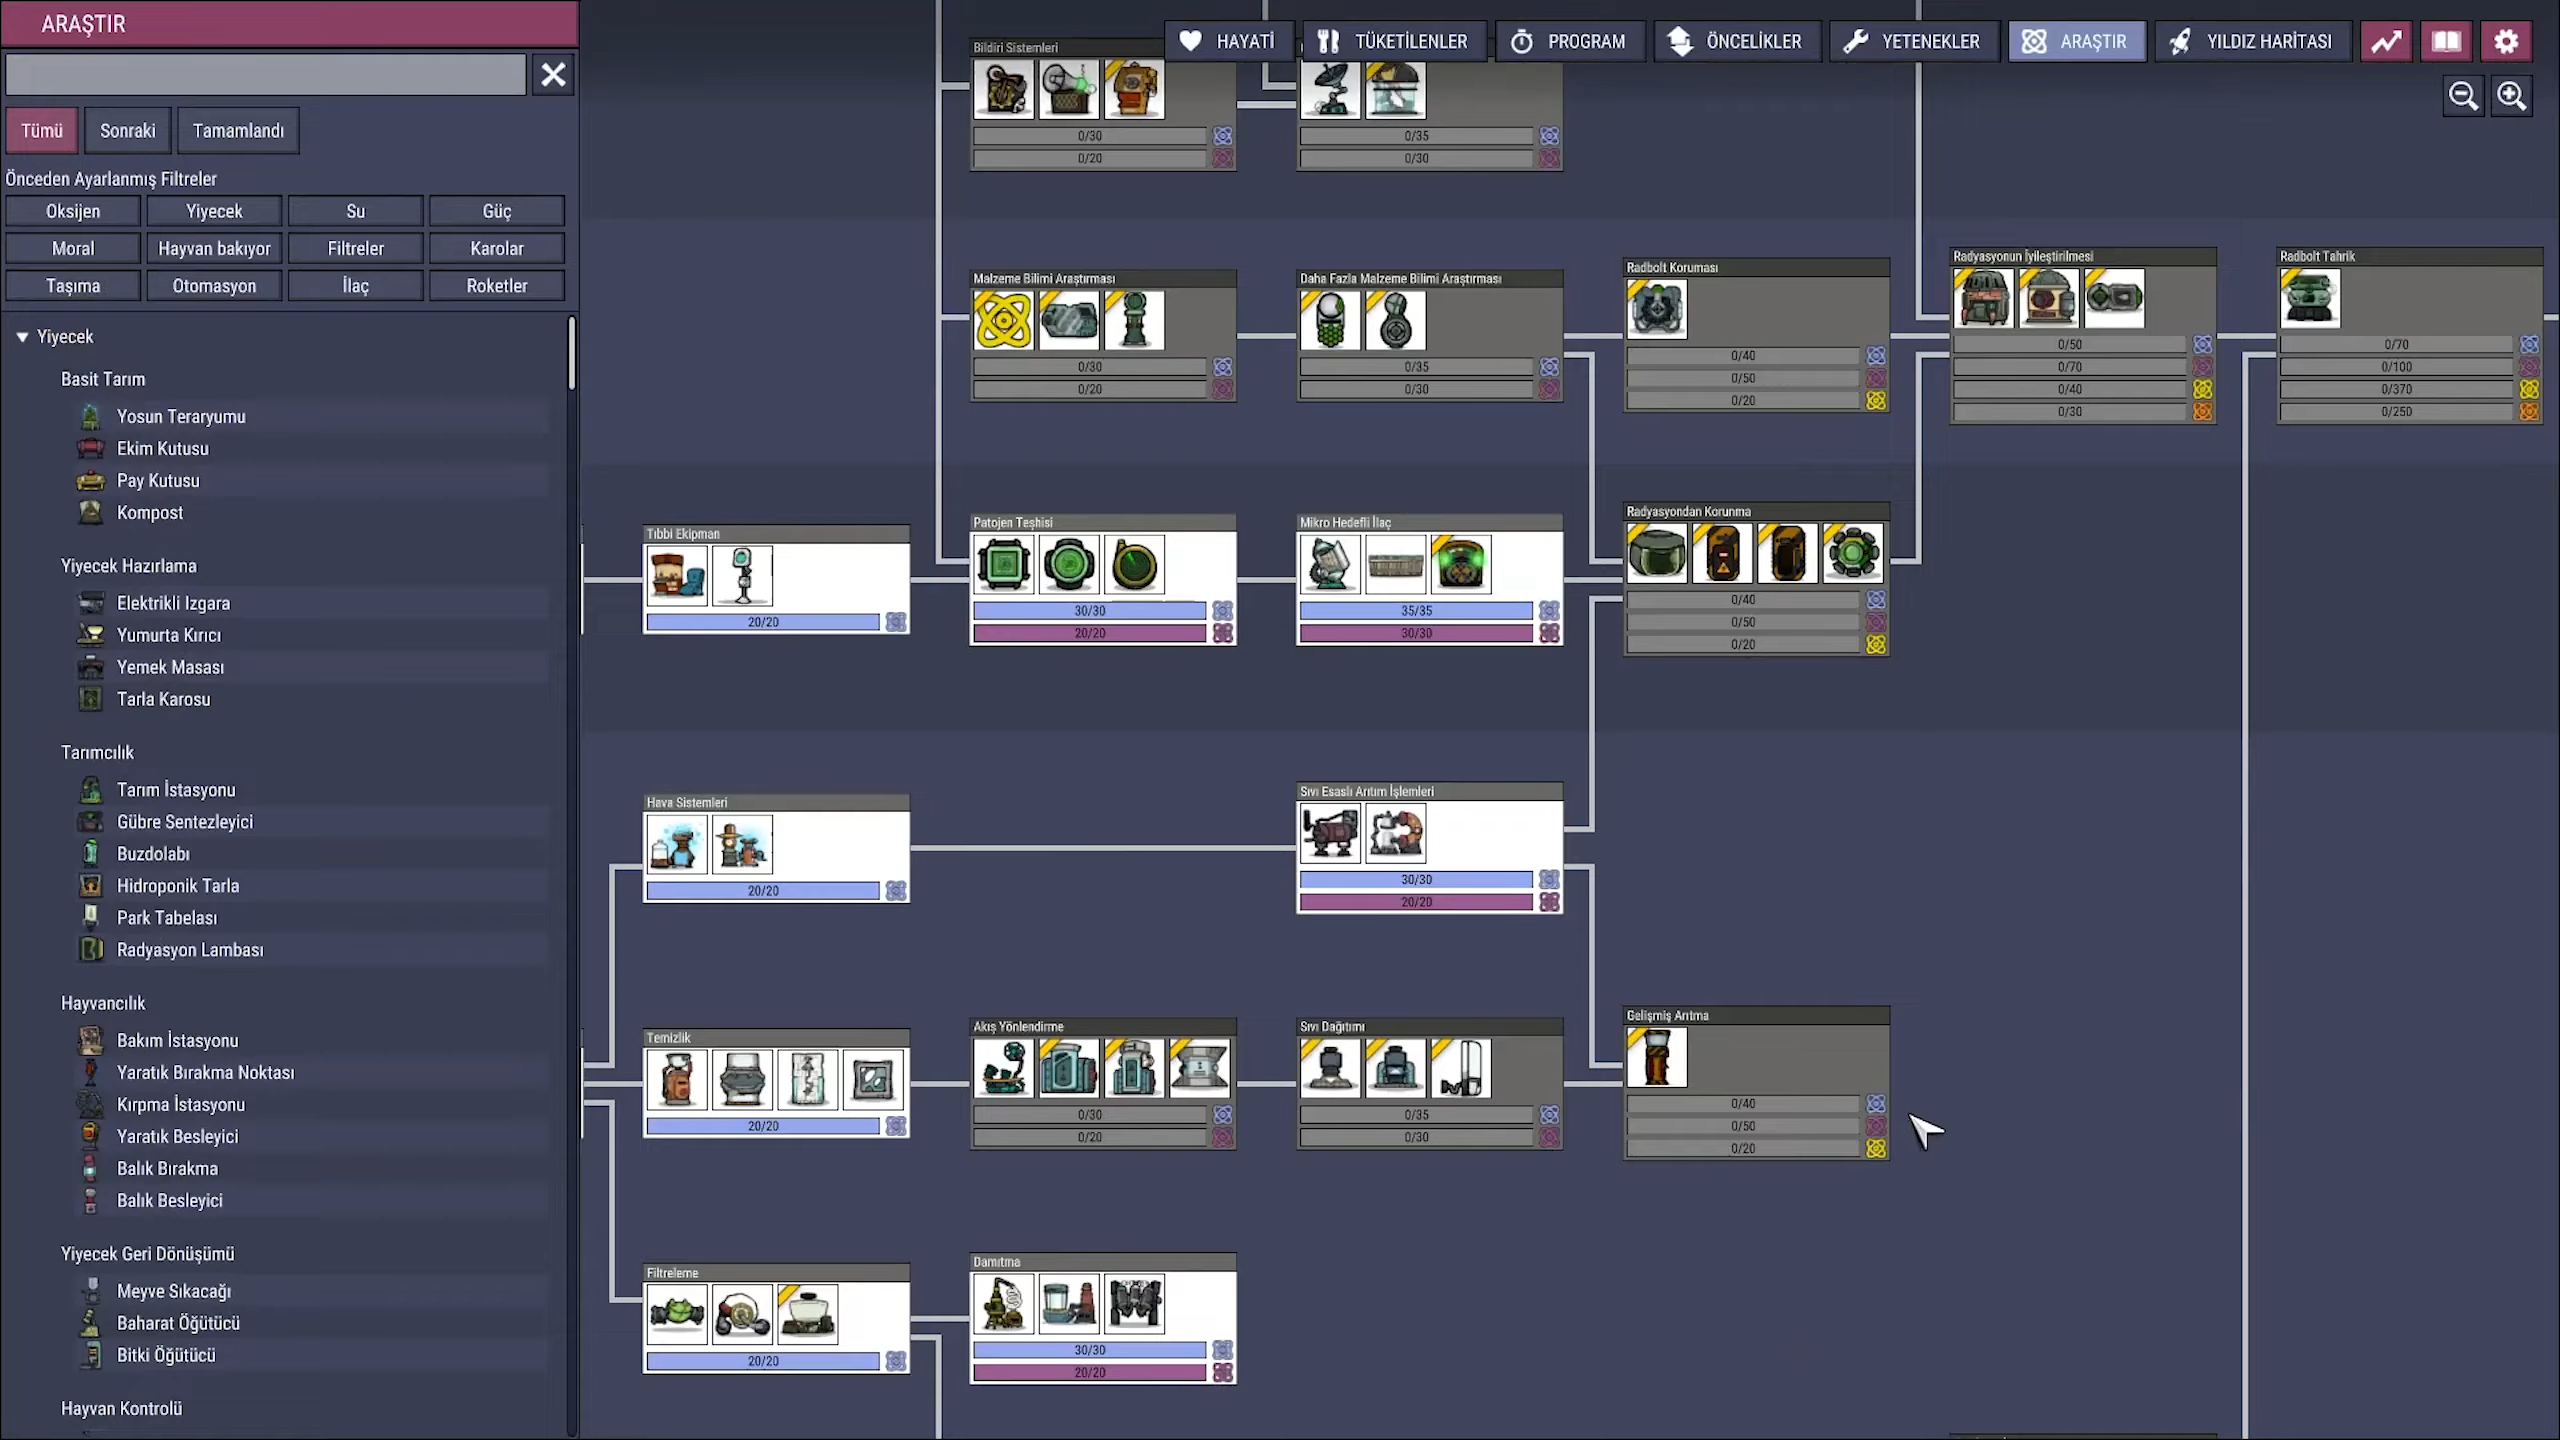 ARAŞTIR
Tümü
Sonraki
Tamamlandı
Önceden Ayarlanmış Filtreler
Oksijen
Yiyecek
Su
Güç
Moral
Hayvan bakıyor
Filtreler
Karolar
Taşıma
Otomasyon
İlaç
Roketler
Yiyecek
Basit Tarım
Yosun Teraryumu
Ekim Kutusu
Pay Kutusu
Kompost
Yiyecek Hazırlama
Elektrikli Izgara
Yumurta Kırıcı
Yemek Masası
Tarla Karosu
Tarımcılık
Tarım İstasyonu
Gübre Sentezleyici
Buzdolabı
Hidroponik Tarla
Park Tabelası
Radyasyon Lambası
Hayvancılık
Bakım İstasyonu
Yaratık Bırakma Noktası
Kırpma İstasyonu
Yaratık Besleyici
Balık Bırakma
Balık Besleyici
Yiyecek Geri Dönüşümü
Meyve Sıkacağı
Baharat Öğütücü
Bitki Öğütücü
Hayvan Kontrolü
HAYATİ
TÜKETİLENLER
PROGRAM
ÖNCELİKLER
YETENEKLER
ARAŞTIR
YILDIZ HARİTASI
Bildiri Sistemleri
0/30
0/20
0/35
0/30
Malzeme Bilimi Araştırması
0/30
0/20
Daha Fazla Malzeme Bilimi Araştırması
0/35
0/30
Radbolt Koruması
0/40
0/50
0/20
Radyasyonun İyileştirilmesi
0/50
0/70
0/40
0/30
Radbolt Tahrik
0/70
0/100
0/370
0/250
Tıbbi Ekipman
20/20
Patojen Teşhisi
30/30
20/20
Mikro Hedefli İlaç
35/35
30/30
Radyasyondan Korunma
0/40
0/50
0/20
Hava Sistemleri
20/20
Sıvı Esaslı Arıtım İşlemleri
30/30
20/20
Temizlik
20/20
Akış Yönlendirme
0/30
0/20
Sıvı Dağıtımı
0/35
0/30
Gelişmiş Arıtma
0/40
0/50
0/20
Filtreleme
20/20
Damıtma
30/30
20/20